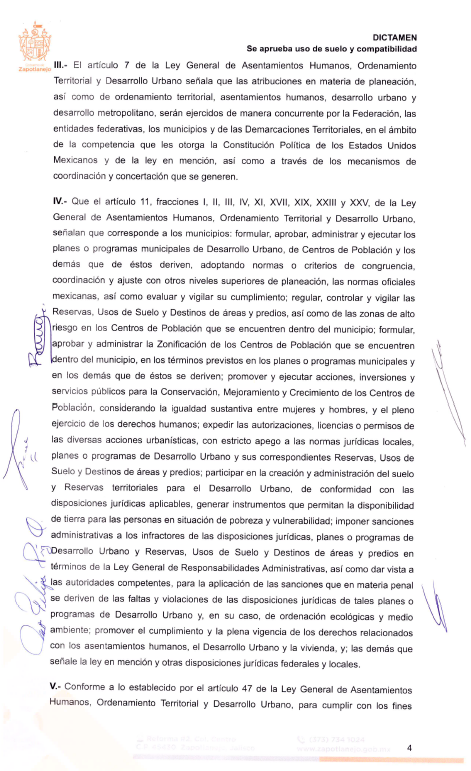 DICTAMEN
Se aprueba uso de suelo y compatibilidad
Zapotlanejo
III.- El artículo 7 de la Ley General de Asentamientos Humanos, Ordenamiento
Territorial y Desarrollo Urbano señala que las atribuciones en materia de planeación,
así como de ordenamiento territorial, asentamientos humanos, desarrollo urbano y
desarrollo metropolitano, serán ejercidos de manera concurrente por la Federación, las
entidades federativas, los municipios y de las Demarcaciones Territoriales, en el ámbito
de la competencia que les otorga la Constitución Política de los Estados Unidos
Mexicanos y de la ley en mención, así como a través de los mecanismos de
coordinación y concertación que se generen.
IV.- Que el artículo 11, fracciones I, II, III, IV, XI, XVII, XIX, XXIII y XXV, de la Ley
General de Asentamientos Humanos, Ordenamiento Territorial y Desarrollo Urbano,
señalan que corresponde a los municipios: formular, aprobar, administrar y ejecutar los
planes o programas municipales de Desarrollo Urbano, de Centros de Población y los
demás que de éstos deriven, adoptando normas o criterios de congruencia,
coordinación y ajuste con otros niveles superiores de planeación, las normas oficiales
mexicanas, así como evaluar y vigilar su cumplimiento; regular, controlar y vigilar las
Reservas, Usos de Suelo y Destinos de áreas y predios, así como de las zonas de alto
riesgo en los Centros de Población que se encuentren dentro del municipio; formular,
aprobar y administrar la Zonificación de los Centros de Población que se encuentran
dentro del municipio, en los términos previstos en los planes o programas municipales y
en los demás que de éstos se deriven; promover y ejecutar acciones, inversiones y
servicios públicos para la Conservación, Mejoramiento y Crecimiento de los Centros de
Población, considerando la igualdad sustantiva entre mujeres y hombres, y el pleno
ejercicio de los derechos humanos; expedir las autorizaciones, licencias o permisos de
las diversas acciones urbanísticas, con estricto apego a las normas jurídicas locales,
planes o programas de Desarrollo Urbano y sus correspondientes Reservas, Usos de
Suelo y Destinos de áreas y predios; participar en la creación y administración del suelo
y Reservas territoriales para el Desarrollo Urbano, de conformidad con las
disposiciones jurídicas aplicables, generar instrumentos que permitan la disponibilidad
de tierra para las personas en situación de pobreza y vulnerabilidad; imponer sanciones
administrativas a los infractores de las disposiciones jurídicas, planes o programas de
Desarrollo Urbano y Reservas, Usos de Suelo y Destinos de áreas y predios en
términos de la Ley General de Responsabilidades Administrativas, así como dar vista a
las autoridades competentes, para la aplicación de las sanciones que en materia penal
se deriven de las faltas y violaciones de las disposiciones jurídicas de tales planes o
programas de Desarrollo Urbano y, en su caso, de ordenación ecológicas y medio
ambiente; promover el cumplimiento y la plena vigencia de los derechos relacionados
con los asentamientos humanos, el Desarrollo Urbano y la vivienda, y; las demás que
señale la ley en mención y otras disposiciones jurídicas federales y locales.
V.- Conforme a lo establecido por el artículo 47 de la Ley General de Asentamientos
Humanos, Ordenamiento Territorial y Desarrollo Urbano, para cumplir con los fines
4